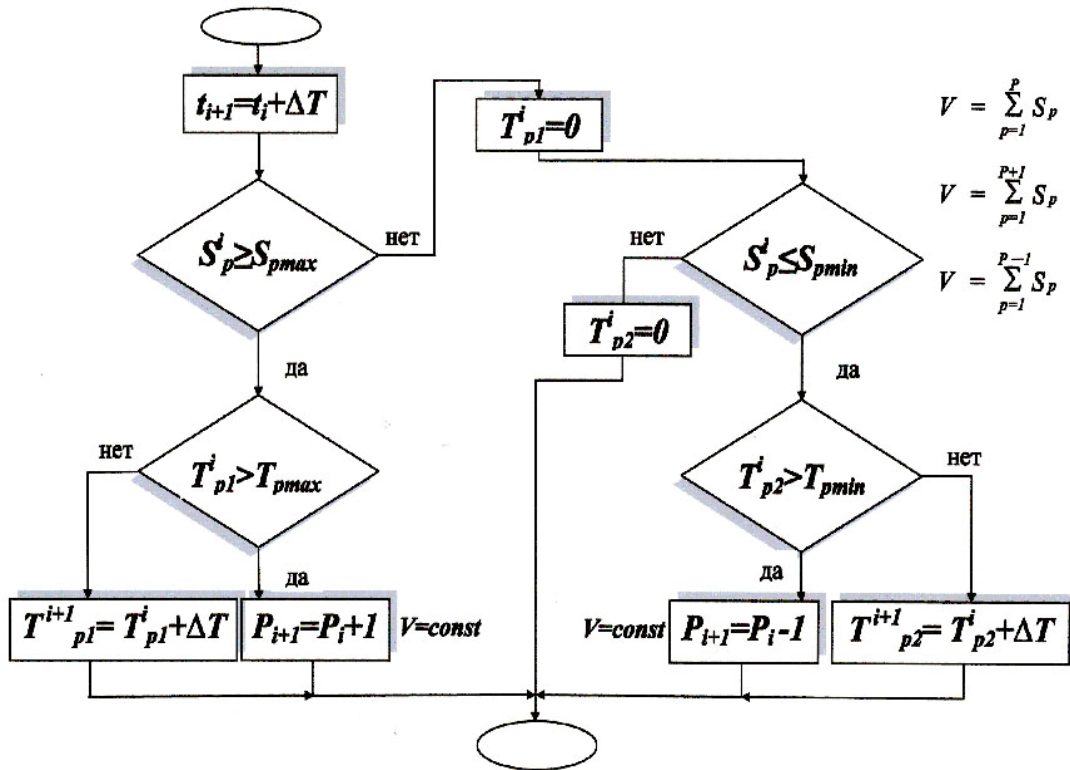 t_{i+1}=t_i+ΔT
S^i_p≥S_{pmax}
нет
да
T^i_{p1}>T_{pmax}
нет
да
T^{i+1}_{p1}= T^i_{p1}+ΔT
P_{i+1}=P_i+1
V=const
T^i_{p1}=0
S^i_p≤S_{pmin}
нет
T^i_{p2}=0
да
T^i_{p2}>T_{pmin}
нет
да
V=const
P_{i+1}=P_i-1
T^{i+1}_{p2}= T^i_{p2}+ΔT
V = \sum_{p=1}^{P} S_p
V = \sum_{p=1}^{P+1} S_p
V = \sum_{p=1}^{P-1} S_p